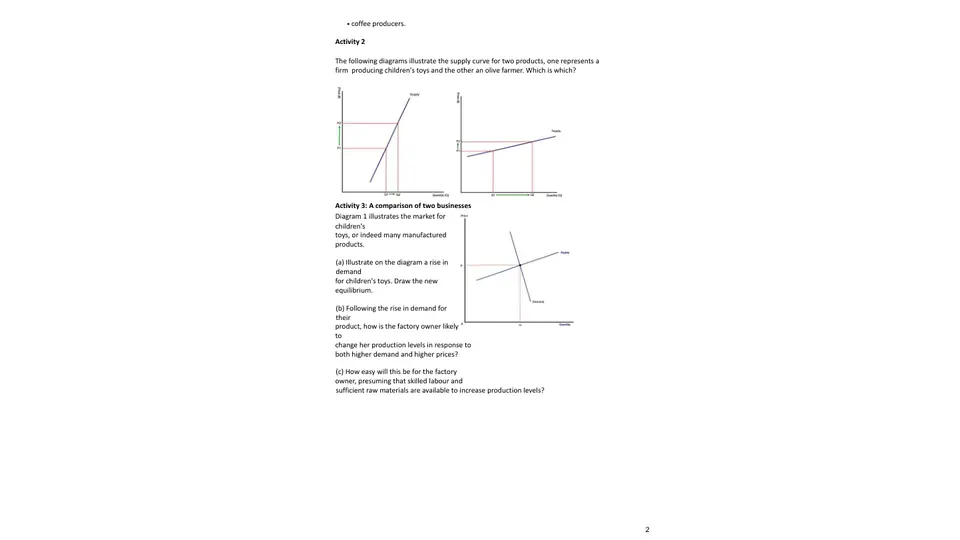 • coffee producers.
Activity 2
The following diagrams illustrate the supply curve for two products, one represents a
firm  producing children's toys and the other an olive farmer. Which is which?
Supply
Supply
Quantity (Q)
Quantity (Q)
Activity 3: A comparison of two businesses
Diagram 1 illustrates the market for
children's
toys, or indeed many manufactured
products.
(a) Illustrate on the diagram a rise in
demand
for children's toys. Draw the new
equilibrium.
(b) Following the rise in demand for
their
product, how is the factory owner likely
to
change her production levels in response to
both higher demand and higher prices?
(c) How easy will this be for the factory
owner, presuming that skilled labour and
sufficient raw materials are available to increase production levels?
Price
Supply
Demand
Quantity
2